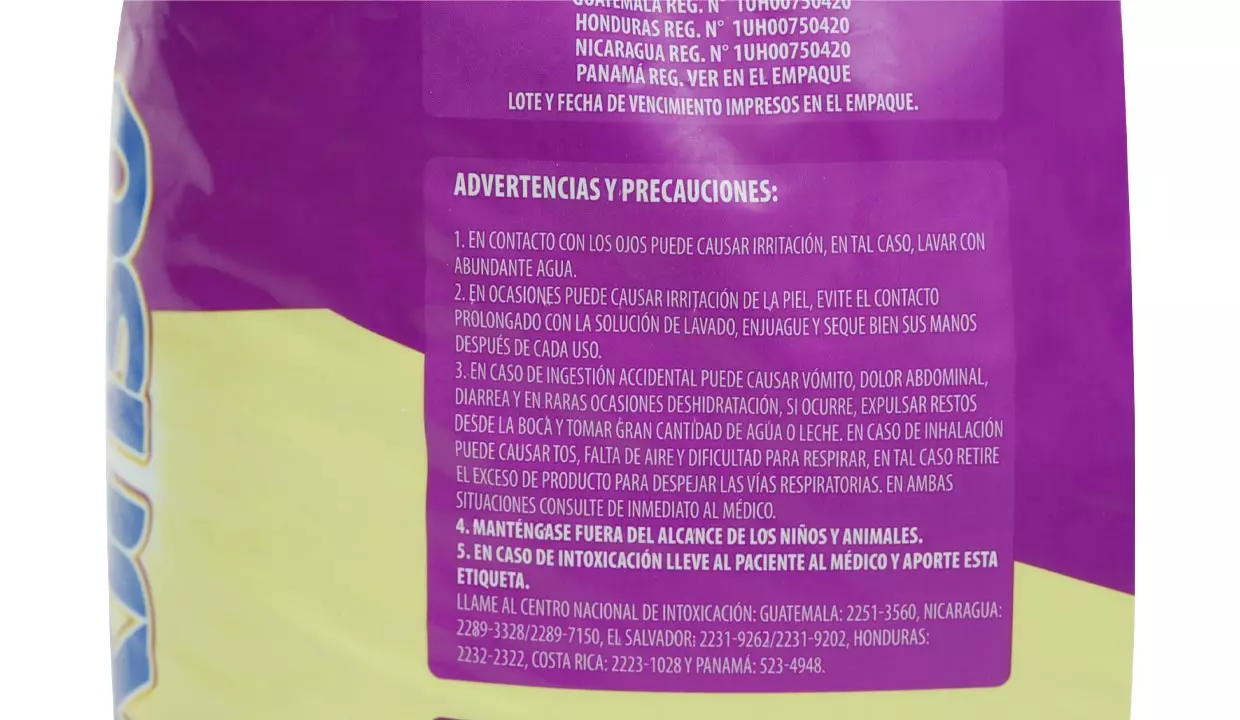 GUATEMALA REG. N° 1UH00750420
HONDURAS REG. N° 1UH00750420
NICARAGUA REG. N° 1UH00750420
PANAMÁ REG. VER EN EL EMPAQUE
LOTE Y FECHA DE VENCIMIENTO IMPRESOS EN EL EMPAQUE.
ADVERTENCIAS Y PRECAUCIONES:
1. EN CONTACTO CON LOS OJOS PUEDE CAUSAR IRRITACIÓN, EN TAL CASO, LAVAR CON
ABUNDANTE AGUA.
2. EN OCASIONES PUEDE CAUSAR IRRITACIÓN DE LA PIEL, EVITE EL CONTACTO
PROLONGADO CON LA SOLUCIÓN DE LAVADO, ENJUAGUE Y SEQUE BIEN SUS MANOS
DESPUÉS DE CADA USO.
3. EN CASO DE INGESTIÓN ACCIDENTAL PUEDE CAUSAR VÓMITO, DOLOR ABDOMINAL,
DIARREA Y EN RARAS OCASIONES DESHIDRATACIÓN, SI OCURRE, EXPULSAR RESTOS
DESDE LA BOCA Y TOMAR GRAN CANTIDAD DE AGUA O LECHE. EN CASO DE INHALACIÓN
PUEDE CAUSAR TOS, FALTA DE AIRE Y DIFICULTAD PARA RESPIRAR, EN TAL CASO RETIRE
EL EXCESO DE PRODUCTO PARA DESPEJAR LAS VÍAS RESPIRATORIAS. EN AMBAS
SITUACIONES CONSULTE DE INMEDIATO AL MÉDICO.
4. MANTÉNGASE FUERA DEL ALCANCE DE LOS NIÑOS Y ANIMALES.
5. EN CASO DE INTOXICACIÓN LLEVE AL PACIENTE AL MÉDICO Y APORTE ESTA
ETIQUETA.
LLAME AL CENTRO NACIONAL DE INTOXICACIÓN: GUATEMALA: 2251-3560, NICARAGUA:
2289-3328/2289-7150, EL SALVADOR: 2231-9262/2231-9202, HONDURAS:
2232-2322, COSTA RICA: 2223-1028 Y PANAMÁ: 523-4948.